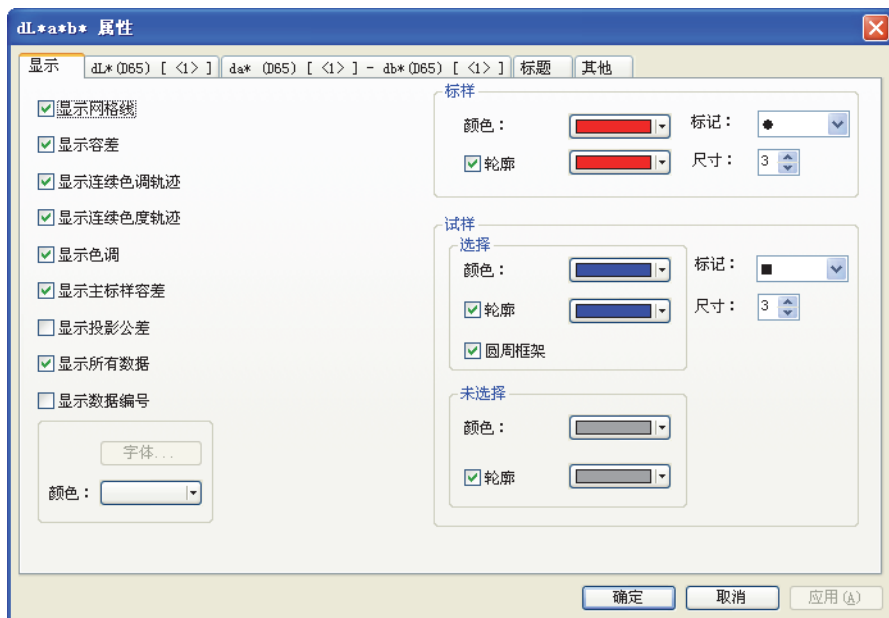 dL*a*b* 属性
显示
dL*(D65) [ <1> ]
da* (D65) [ <1> ] - db*(D65) [ <1> ]
标题
其他
显示网格线
显示容差
显示连续色调轨迹
显示连续色度轨迹
显示色调
显示主标样容差
显示投影公差
显示所有数据
显示数据编号
字体...
颜色：
标样
颜色：
标记：
轮廓
尺寸：
3
试样
选择
颜色：
标记：
轮廓
尺寸：
3
圆周框架
未选择
颜色：
轮廓
确定
取消
应用(A)